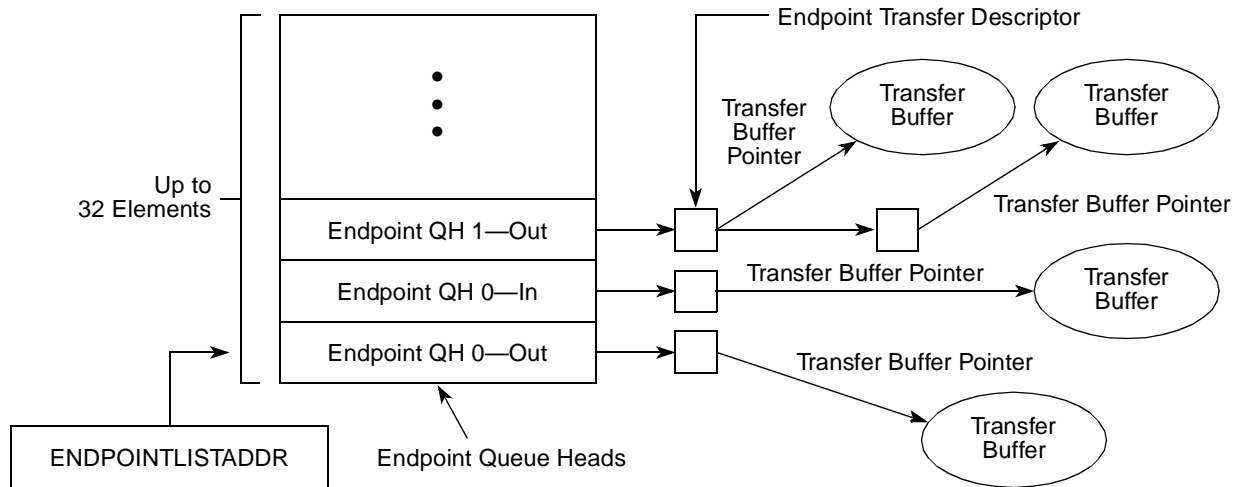 Endpoint Transfer Descriptor
Transfer
Buffer
Transfer
Buffer
Transfer
Buffer
Pointer
Up to
32 Elements
Transfer Buffer Pointer
Endpoint QH 1—Out
Transfer Buffer Pointer
Endpoint QH 0—In
Transfer
Buffer
Endpoint QH 0—Out
Transfer Buffer Pointer
Transfer
Buffer
ENDPOINTLISTADDR
Endpoint Queue Heads